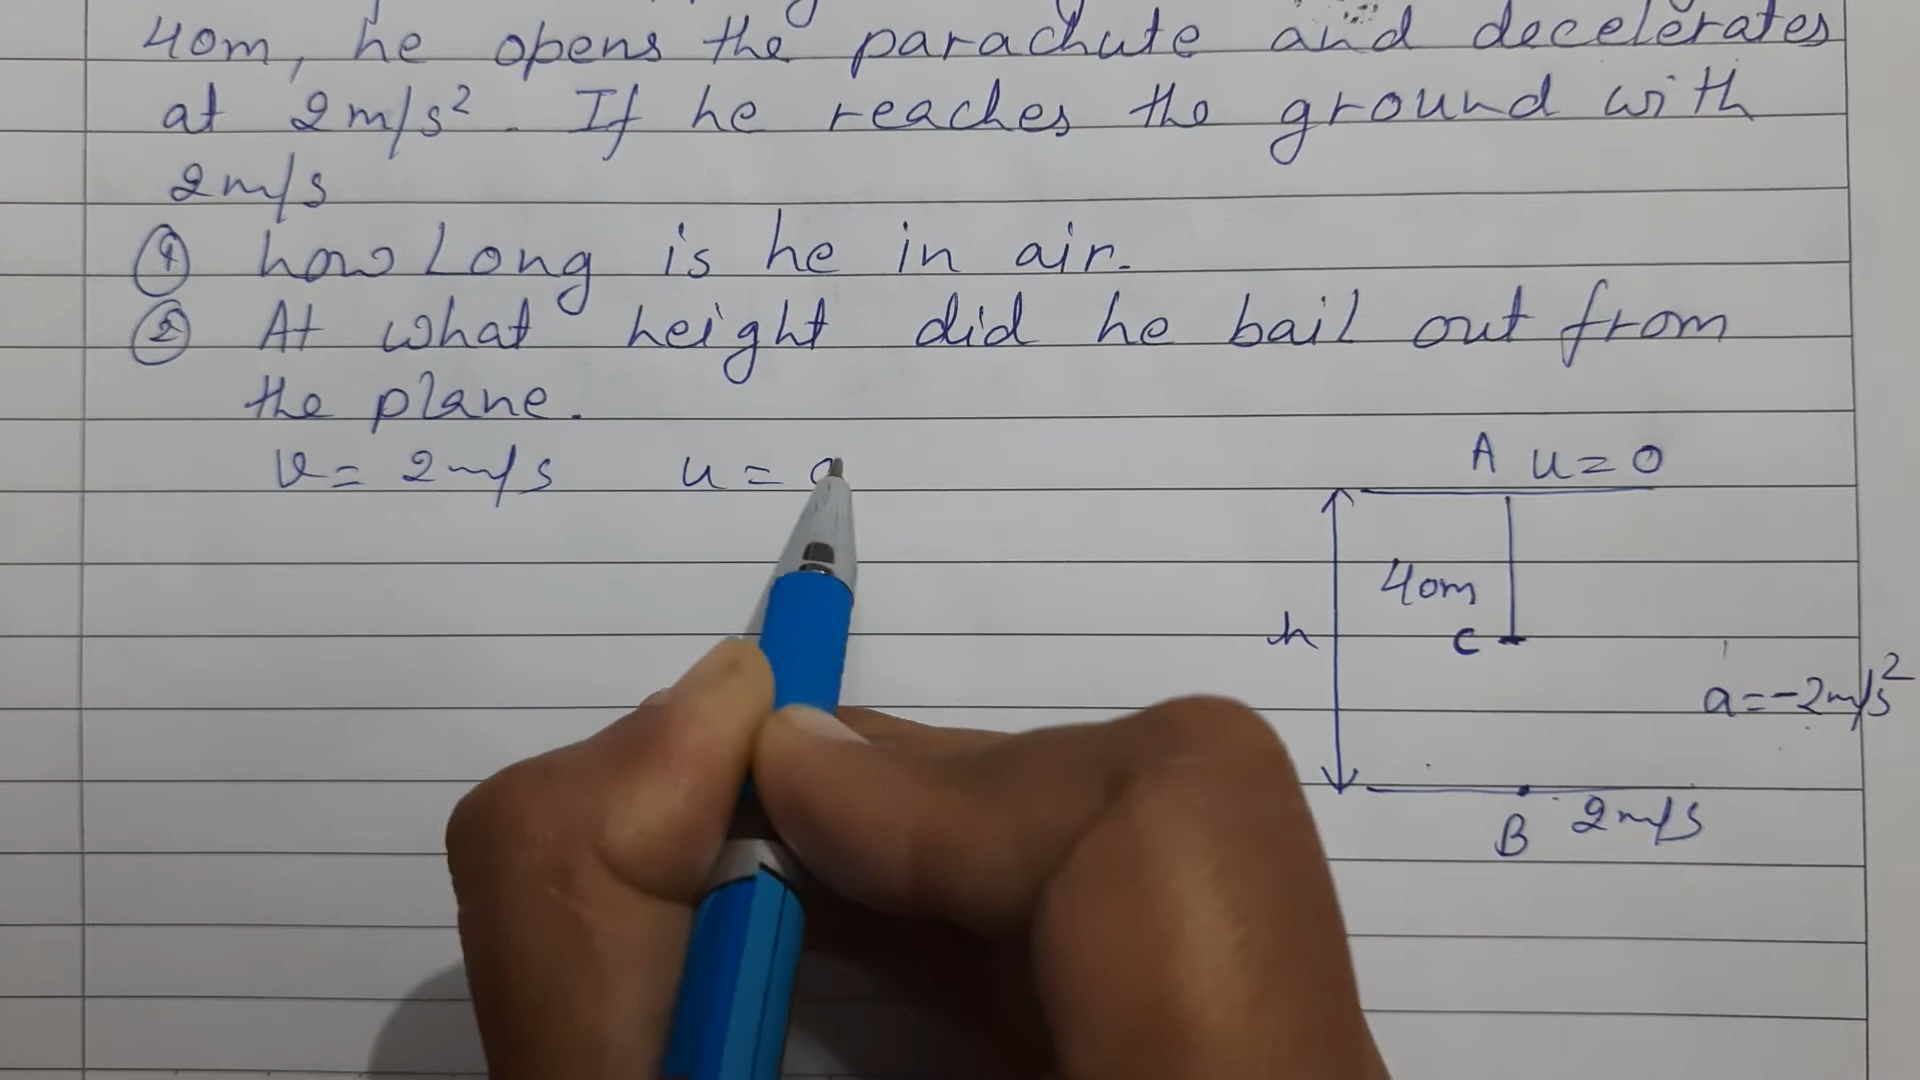 40m, he opens the parachute and decelerates
at 2m/s². If he reaches the ground with
2m/s
① how long is he in air.
② At what height did he bail out from
the plane.
v = 2m/s u = 0
A u = 0
40m
h
C
a = -2m/s²
B 2m/s